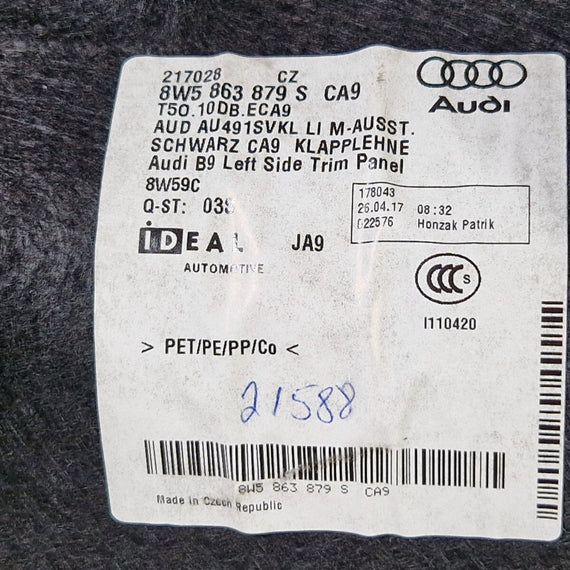 217028 CZ
8W5 863 879 S CA9
Audi
T50.10DB.ECA9
AUD AU491SVKL LI M-AUSST.
SCHWARZ CA9 KLAPPLEHNE
Audi B9 Left Side Trim Panel
8W59C
Q-ST: 038
178043
26.04.17 08:32
022576 Honzak Patrik
iDEAL JA9
AUTOMOTIVE
CCC S
I110420
> PET/PE/PP/Co <
21588
8W5 863 879 S CA9
Made in Czech Republic